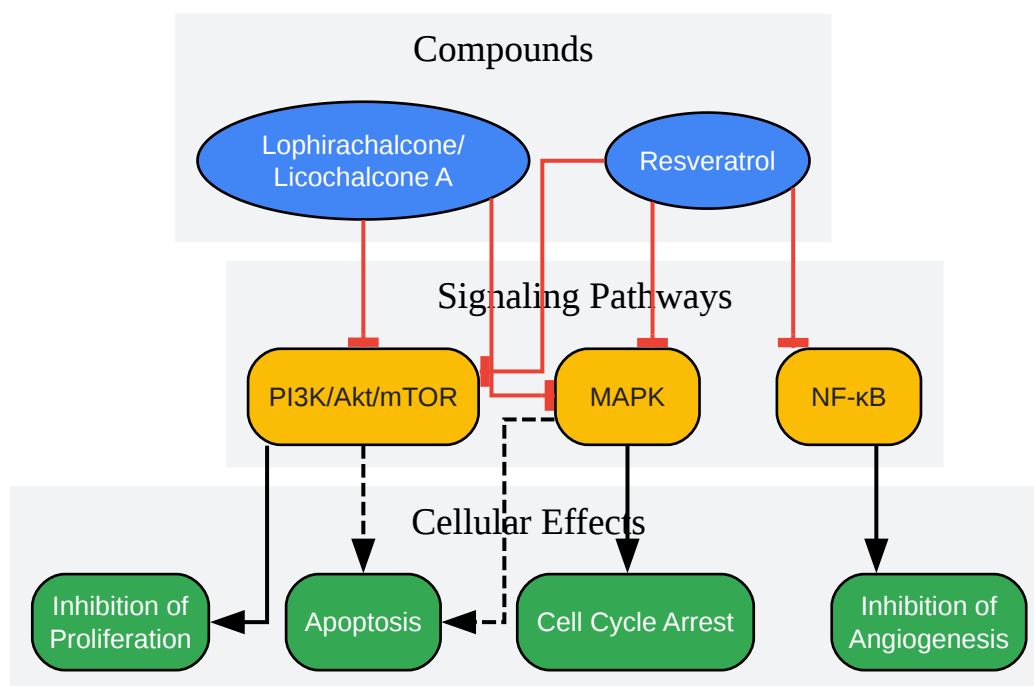 Compounds
Lophirachalcone/
Licochalcone A
Resveratrol
Signaling Pathways
PI3K/Akt/mTOR
MAPK
NF-κB
Cellular Effects
Inhibition of
Proliferation
Apoptosis
Cell Cycle Arrest
Inhibition of
Angiogenesis